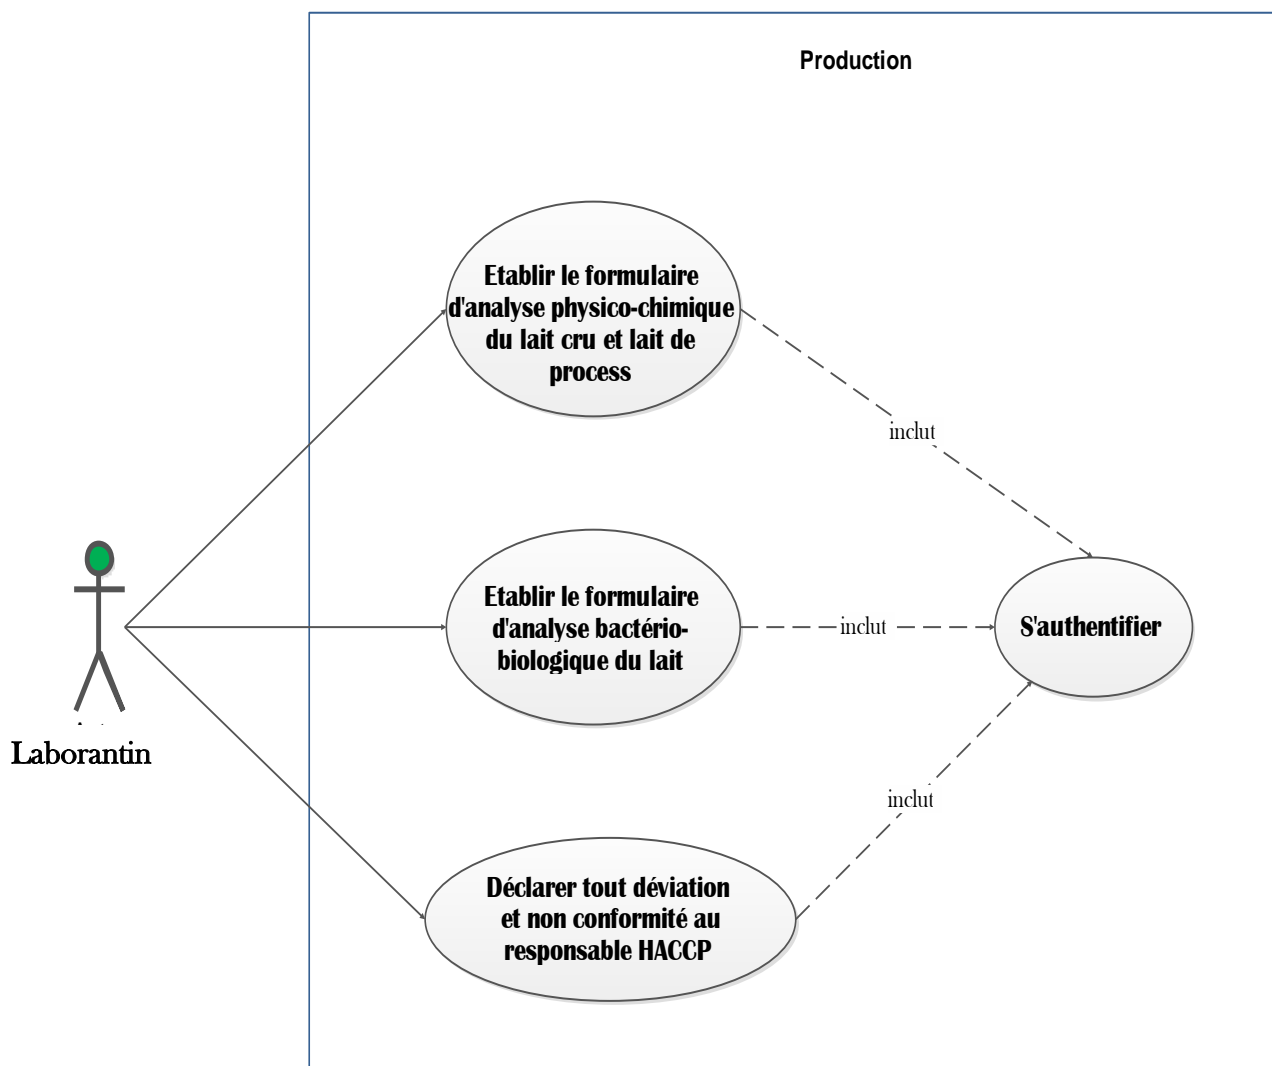 Production
Etablir le formulaire
d'analyse physico-chimique
du lait cru et lait de
process
inclut
Etablir le formulaire
d'analyse bactério-
biologique du lait
inclut
S'authentifier
Laborantin
inclut
Déclarer tout déviation
et non conformité au
responsable HACCP